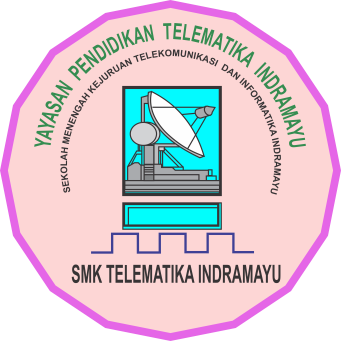 YAYASAN PENDIDIKAN TELEMATIKA INDRAMAYU
SEKOLAH MENENGAH KEJURUAN TELEKOMUNIKASI DAN INFORMATIKA INDRAMAYU
SMK TELEMATIKA INDRAMAYU